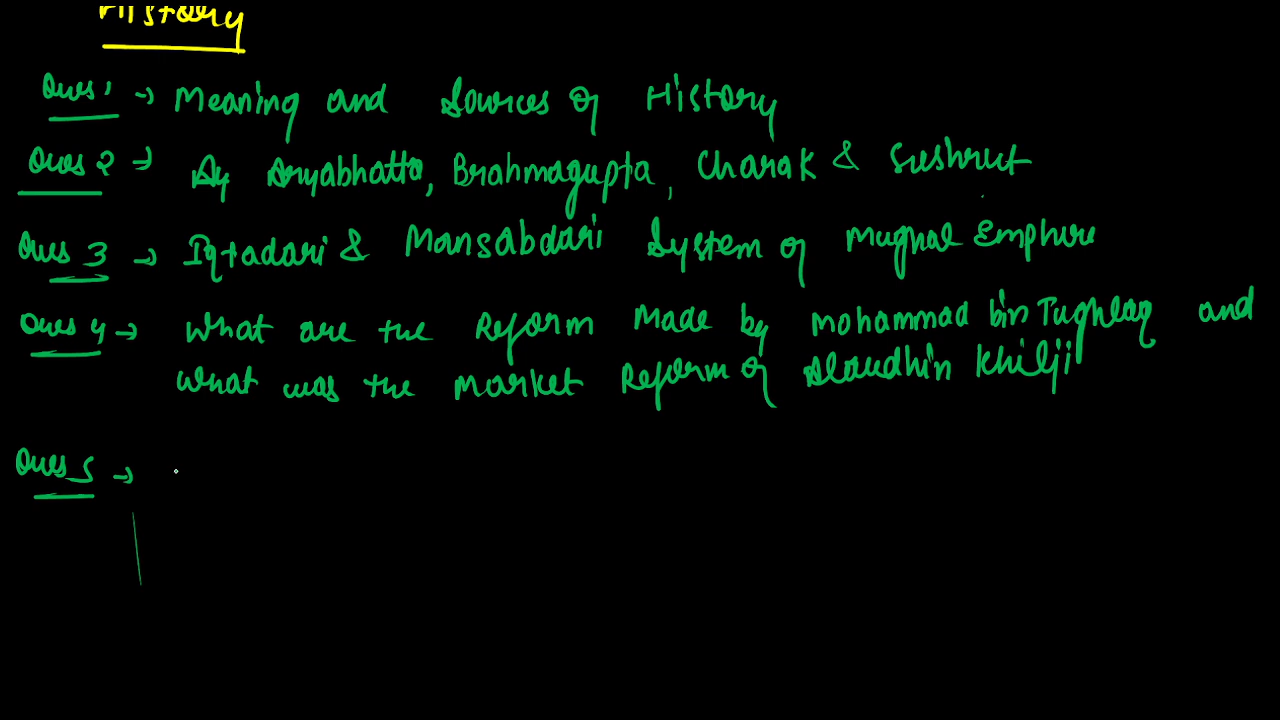 History
Ques 1 → Meaning and Sources of History
Ques 2 → By Aryabhatta, Brahmagupta, Charak & Sushrut
Ques 3 → Iqtadari & Mansabdari System of Mughal Emphire
Ques 4 → What are the Reform Made by Mohammad bin Tughlaq and
What was the Market Reform of Alaudhin Khilji
Ques 5 →